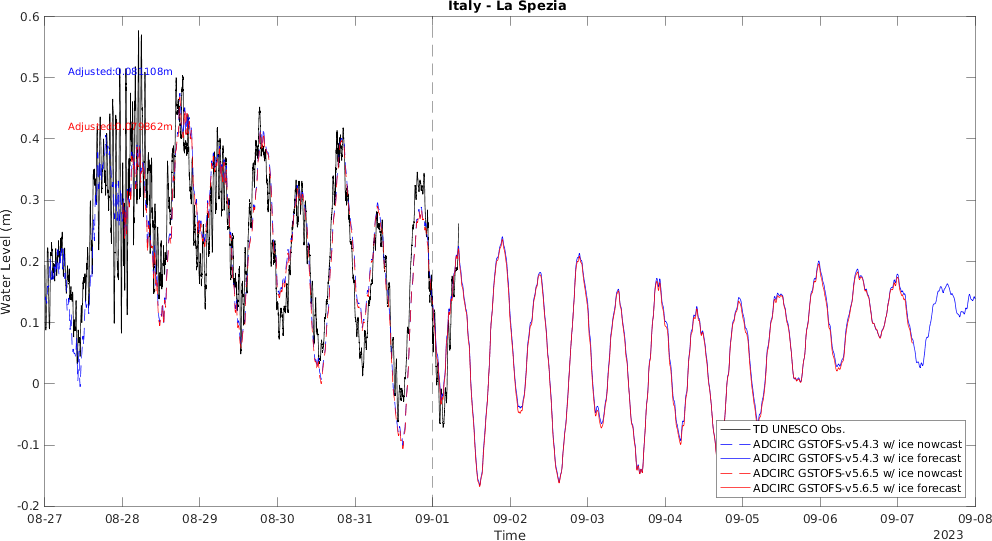 Italy - La Spezia
Water Level (m)
0.6
0.5
0.4
0.3
0.2
0.1
0
-0.1
-0.2
Adjusted:0.081108m
TD UNESCO Obs.
ADCIRC GSTOFS-v5.4.3 w/ ice nowcast
ADCIRC GSTOFS-v5.4.3 w/ ice forecast
ADCIRC GSTOFS-v5.6.5 w/ ice nowcast
ADCIRC GSTOFS-v5.6.5 w/ ice forecast
08-27 08-28 08-29 08-30 08-31 09-01 09-02 09-03 09-04 09-05 09-06 09-07 09-08
Time
2023